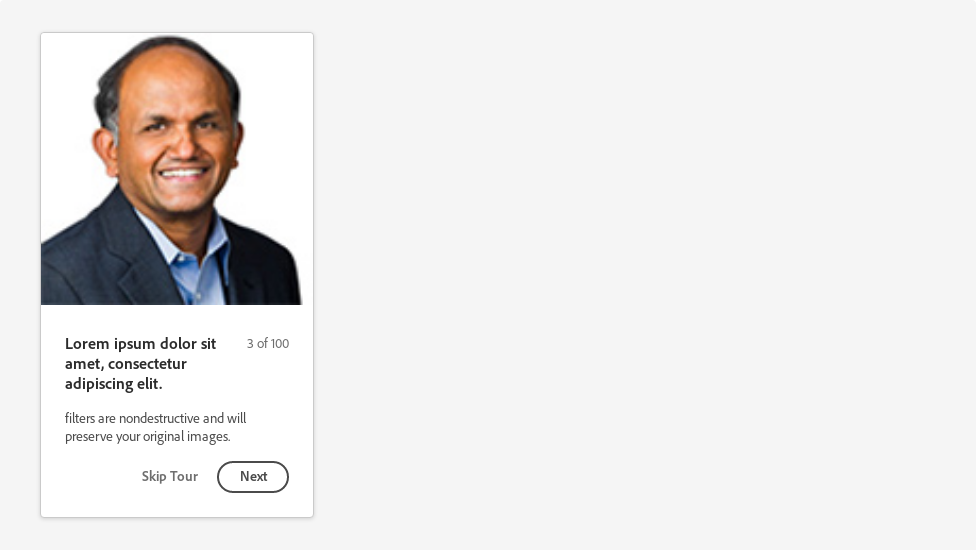 Lorem ipsum dolor sit
amet, consectetur
adipiscing elit.
3 of 100
filters are nondestructive and will
preserve your original images.
Skip Tour
Next